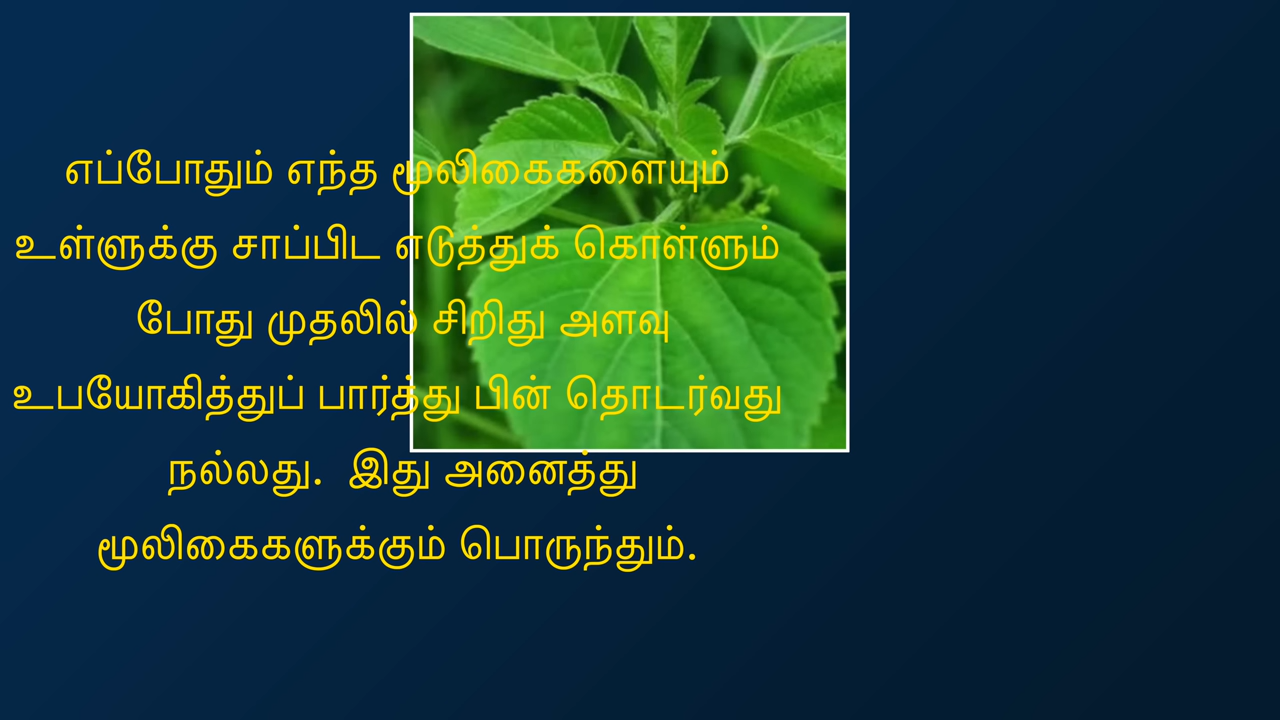 எப்போதும் எந்த மூலிகைகளையும்
உள்ளுக்கு சாப்பிட எடுத்துக் கொள்ளும்
போது முதலில் சிறிது அளவு
உபயோகித்துப் பார்த்து பின் தொடர்வது
நல்லது. இது அனைத்து
மூலிகைகளுக்கும் பொருந்தும்.